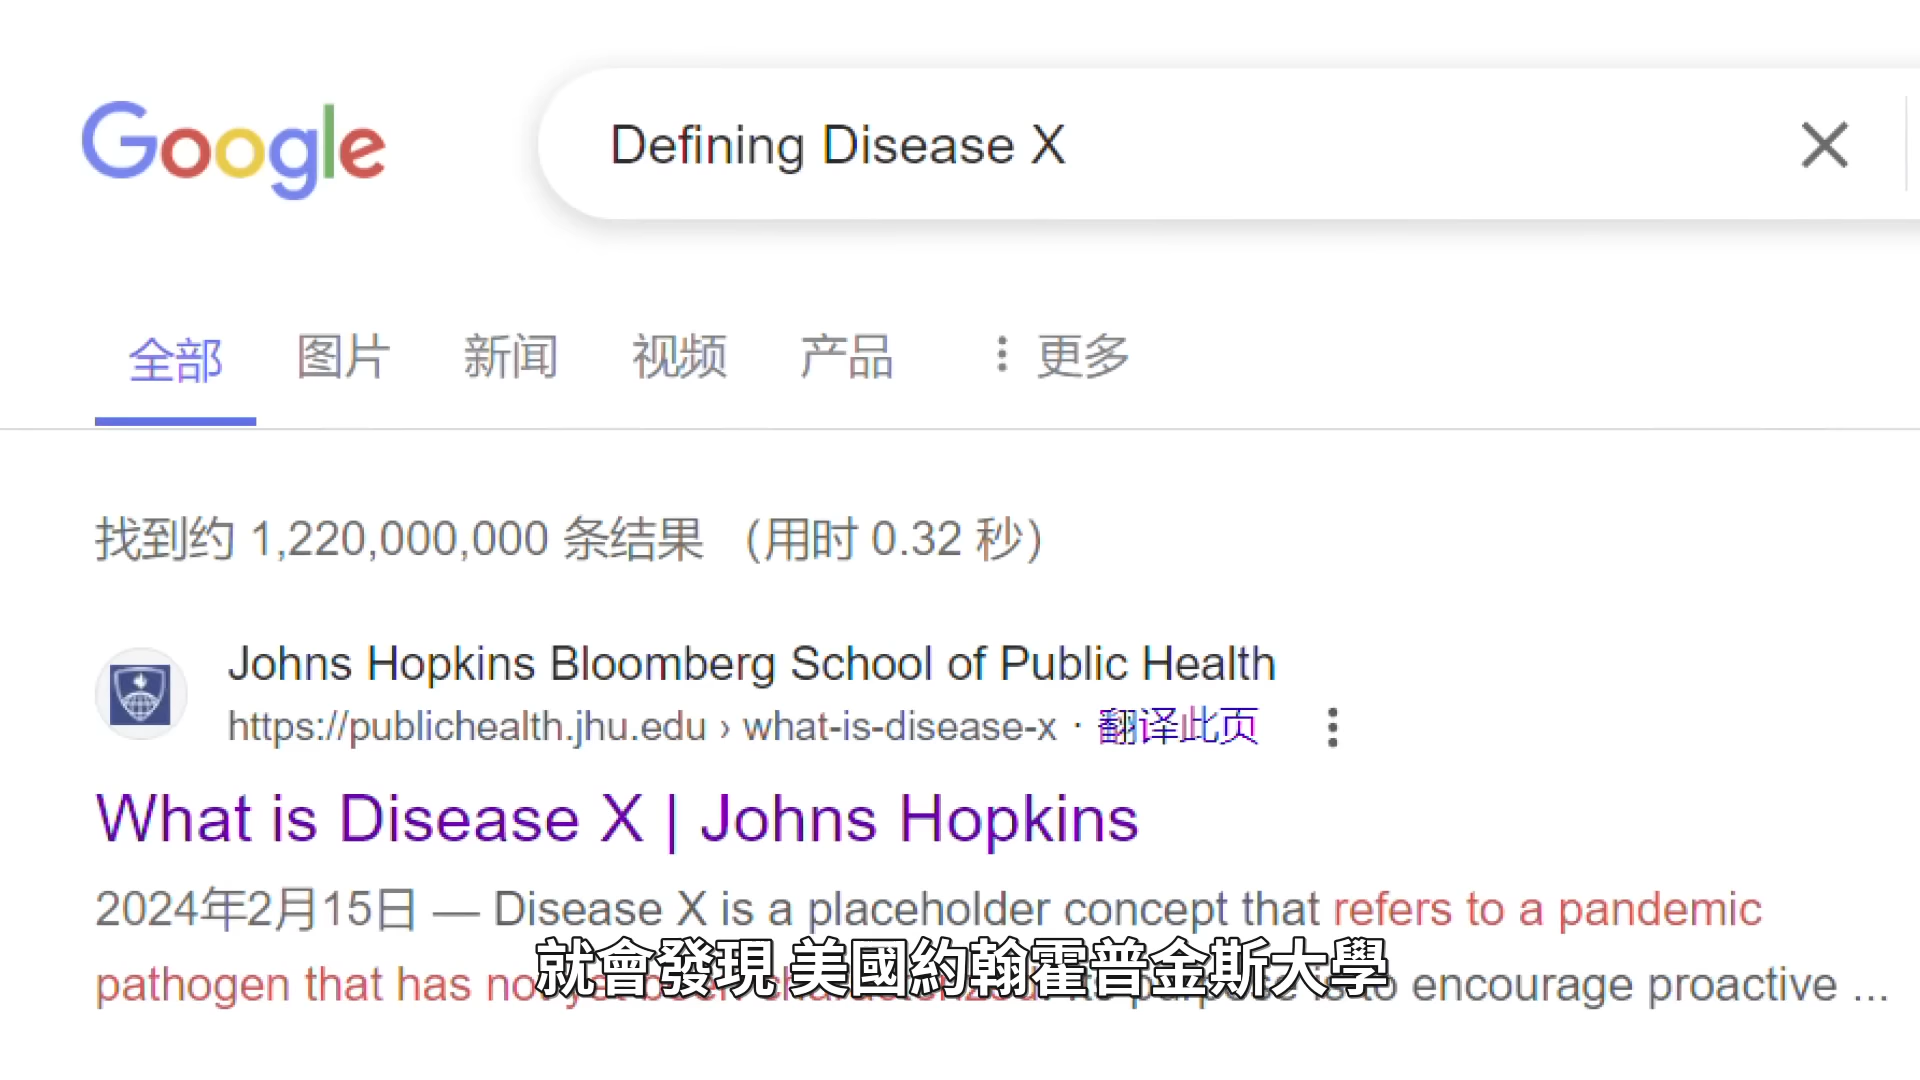 Google
Defining Disease X
全部 图片 新闻 视频 产品 更多
找到约 1,220,000,000 条结果 （用时 0.32 秒）
Johns Hopkins Bloomberg School of Public Health
https://publichealth.jhu.edu › what-is-disease-x · 翻译此页
What is Disease X | Johns Hopkins
2024年2月15日 — Disease X is a placeholder concept that refers to a pandemic
pathogen that has encourage proactive ...
就會發現 美國約翰霍普金斯大學